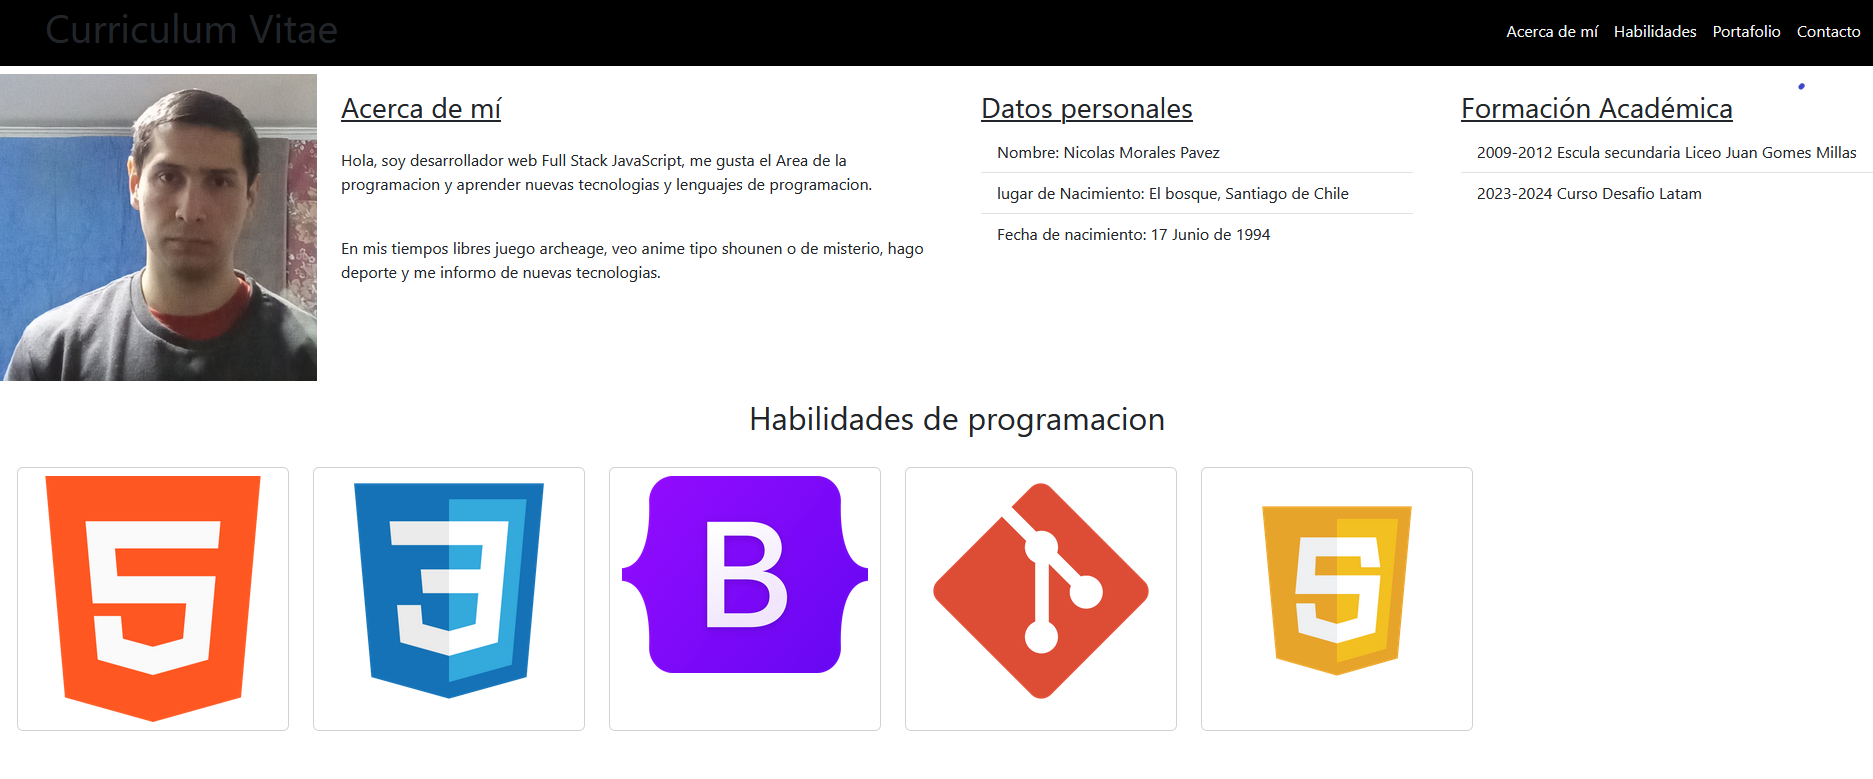 Curriculum Vitae
Acerca de mí
Habilidades
Portafolio
Contacto
Acerca de mí
Hola, soy desarrollador web Full Stack JavaScript, me gusta el Area de la
programacion y aprender nuevas tecnologias y lenguajes de programacion.
En mis tiempos libres juego archeage, veo anime tipo shounen o de misterio, hago
deporte y me informo de nuevas tecnologias.
Datos personales
Nombre: Nicolas Morales Pavez
lugar de Nacimiento: El bosque, Santiago de Chile
Fecha de nacimiento: 17 Junio de 1994
Formación Académica
2009-2012 Escula secundaria Liceo Juan Gomes Millas
2023-2024 Curso Desafio Latam
Habilidades de programacion
5
3
B
5